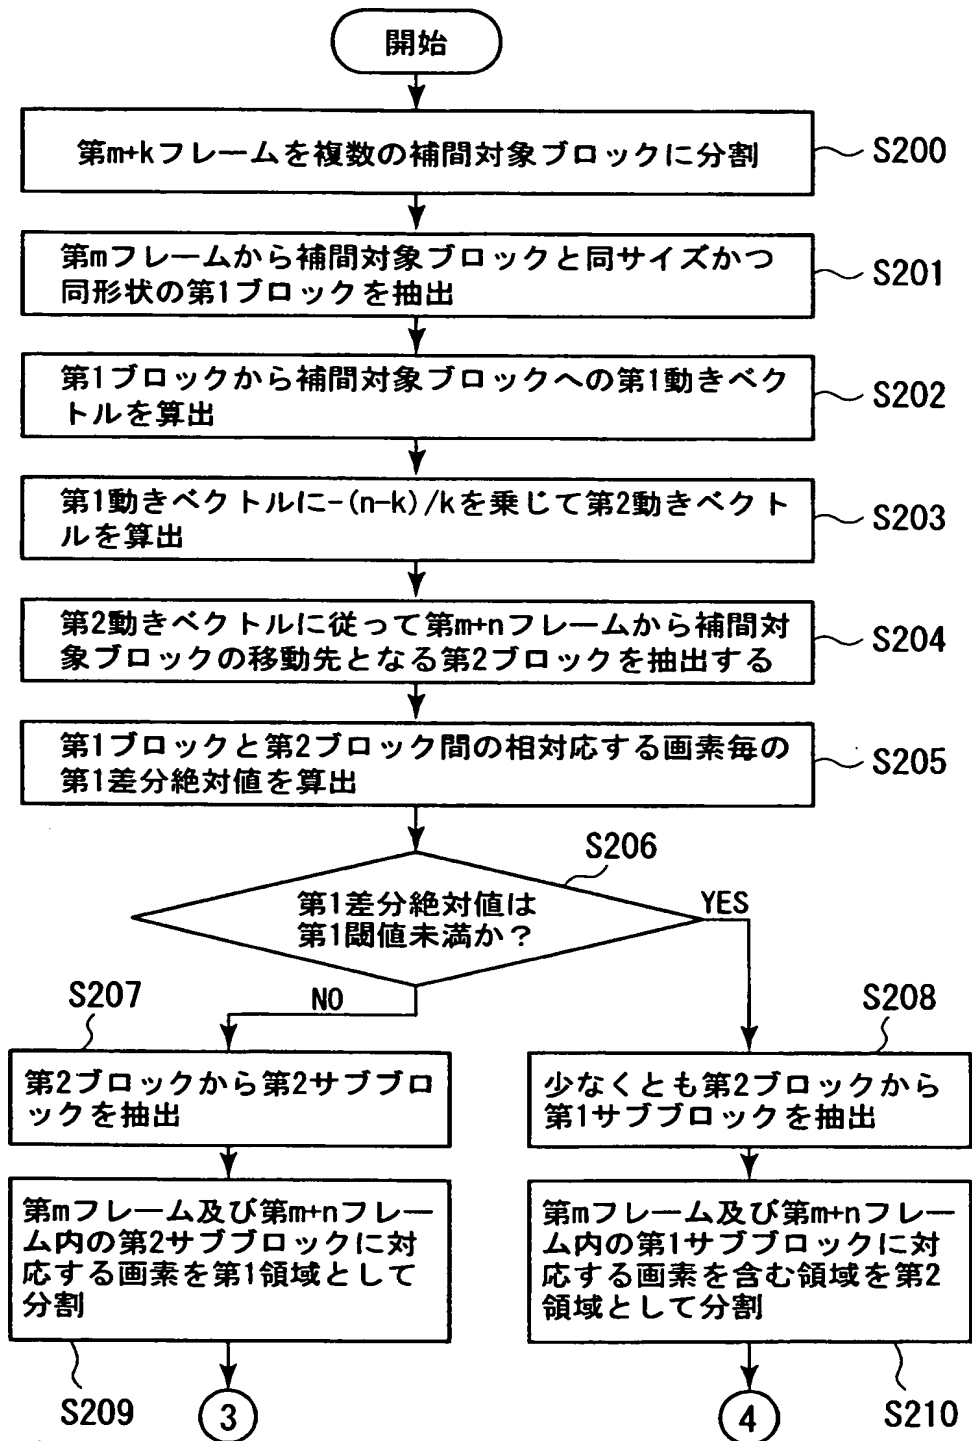 開始
第m+kフレームを複数の補間対象ブロックに分割
S200
第mフレームから補間対象ブロックと同サイズかつ
同形状の第1ブロックを抽出
S201
第1ブロックから補間対象ブロックへの第1動きベク
トルを算出
S202
第1動きベクトルに-(n-k)/kを乗じて第2動きベクト
ルを算出
S203
第2動きベクトルに従って第m+nフレームから補間対
象ブロックの移動先となる第2ブロックを抽出する
S204
第1ブロックと第2ブロック間の相対応する画素毎の
第1差分絶対値を算出
S205
S206
第1差分絶対値は
第1閾値未満か？
YES
NO
S207
第2ブロックから第2サブブロ
ックを抽出
S208
少なくとも第2ブロックから
第1サブブロックを抽出
第mフレーム及び第m+nフレー
ム内の第2サブブロックに対
応する画素を第1領域として
分割
S209
第mフレーム及び第m+nフレー
ム内の第1サブブロックに対
応する画素を含む領域を第2
領域として分割
S210
3
4